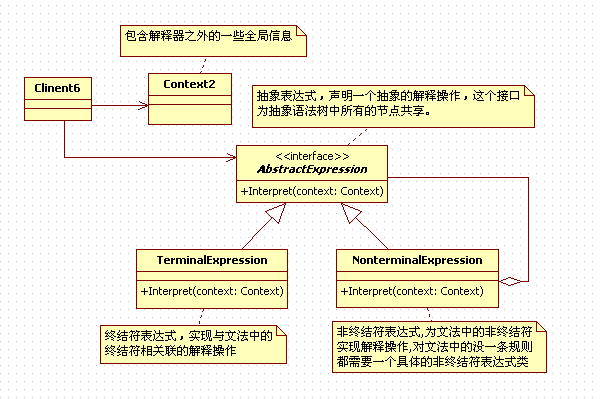 包含解释器之外的一些全局信息
Clinent6
Context2
抽象表达式，声明一个抽象的解释操作，这个接口
为抽象语法树中所有的节点共享。
<<interface>>
AbstractExpression
+Interpret(context: Context)
TerminalExpression
+Interpret(context: Context)
NonterminalExpression
+Interpret(context: Context)
终结符表达式，实现与文法中的
终结符相关联的解释操作
非终结符表达式,为文法中的非终结符
实现解释操作,对文法中的没一条规则
都需要一个具体的非终结符表达式类